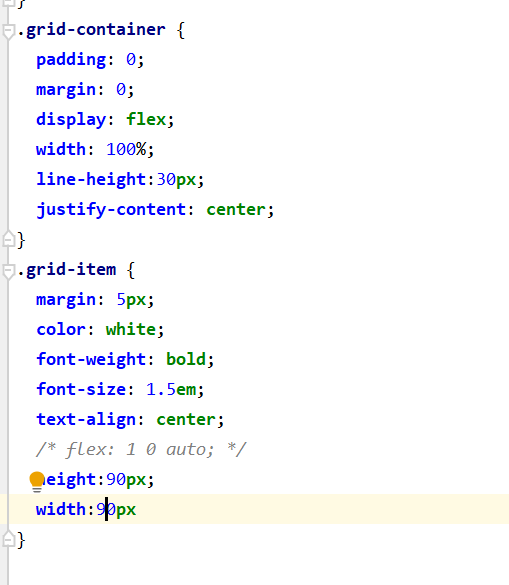 }
.grid-container {
padding: 0;
margin: 0;
display: flex;
width: 100%;
line-height:30px;
justify-content: center;
}
.grid-item {
margin: 5px;
color: white;
font-weight: bold;
font-size: 1.5em;
text-align: center;
/* flex: 1 0 auto; */
height:90px;
width:90px
}